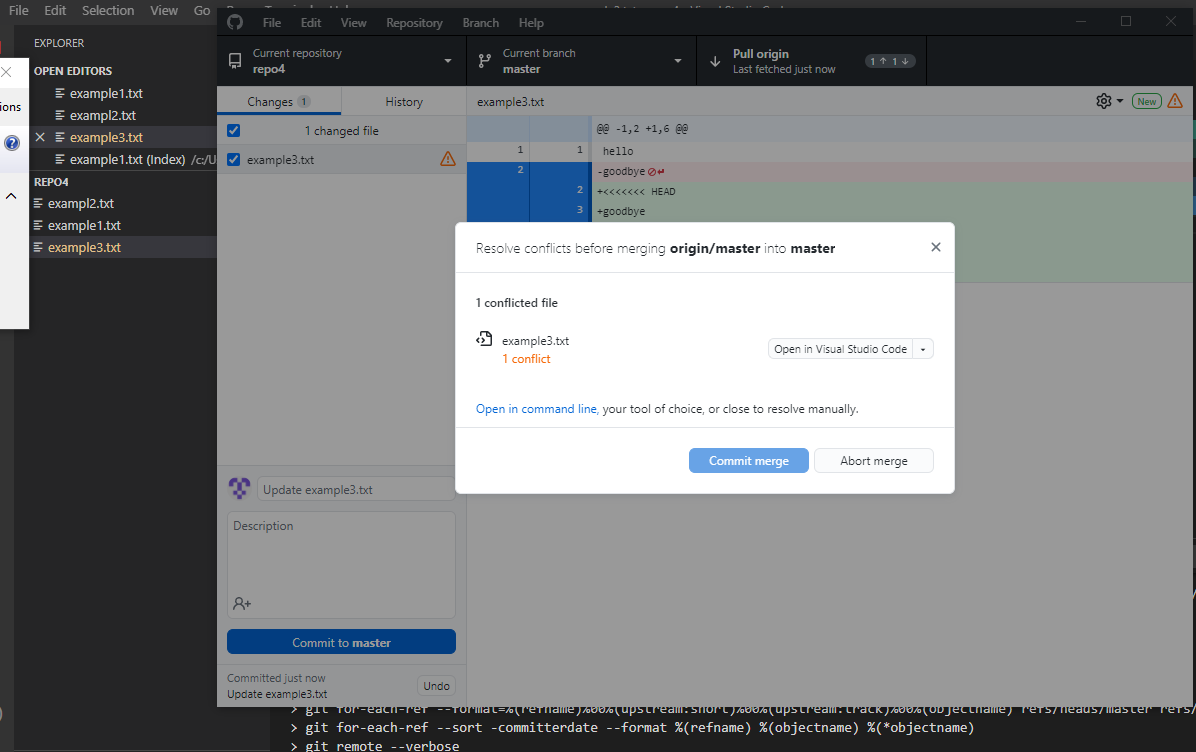 File Edit Selection View Go
File Edit View Repository Branch Help
EXPLORER
OPEN EDITORS
example1.txt
exampl2.txt
example3.txt
example1.txt (Index) /c:/U
REPO4
exampl2.txt
example1.txt
example3.txt
ions
Current repository
repo4
Current branch
master
Pull origin
Last fetched just now
1 1
Changes 1
History
example3.txt
New
1 changed file
example3.txt
@@ -1,2 +1,6 @@
1 1 hello
2 -goodbye
2 +<<<<<<< HEAD
3 +goodbye
Resolve conflicts before merging origin/master into master
1 conflicted file
example3.txt
1 conflict
Open in Visual Studio Code
Open in command line, your tool of choice, or close to resolve manually.
Commit merge
Abort merge
Update example3.txt
Description
Commit to master
Committed just now
Update example3.txt
Undo
> git for-each-ref --format=%(refname)%00%(upstream:short)%00%(upstream:track)%00%(objectname) refs/heads/master refs/
> git for-each-ref --sort -committerdate --format %(refname) %(objectname) %(*objectname)
> git remote --verbose